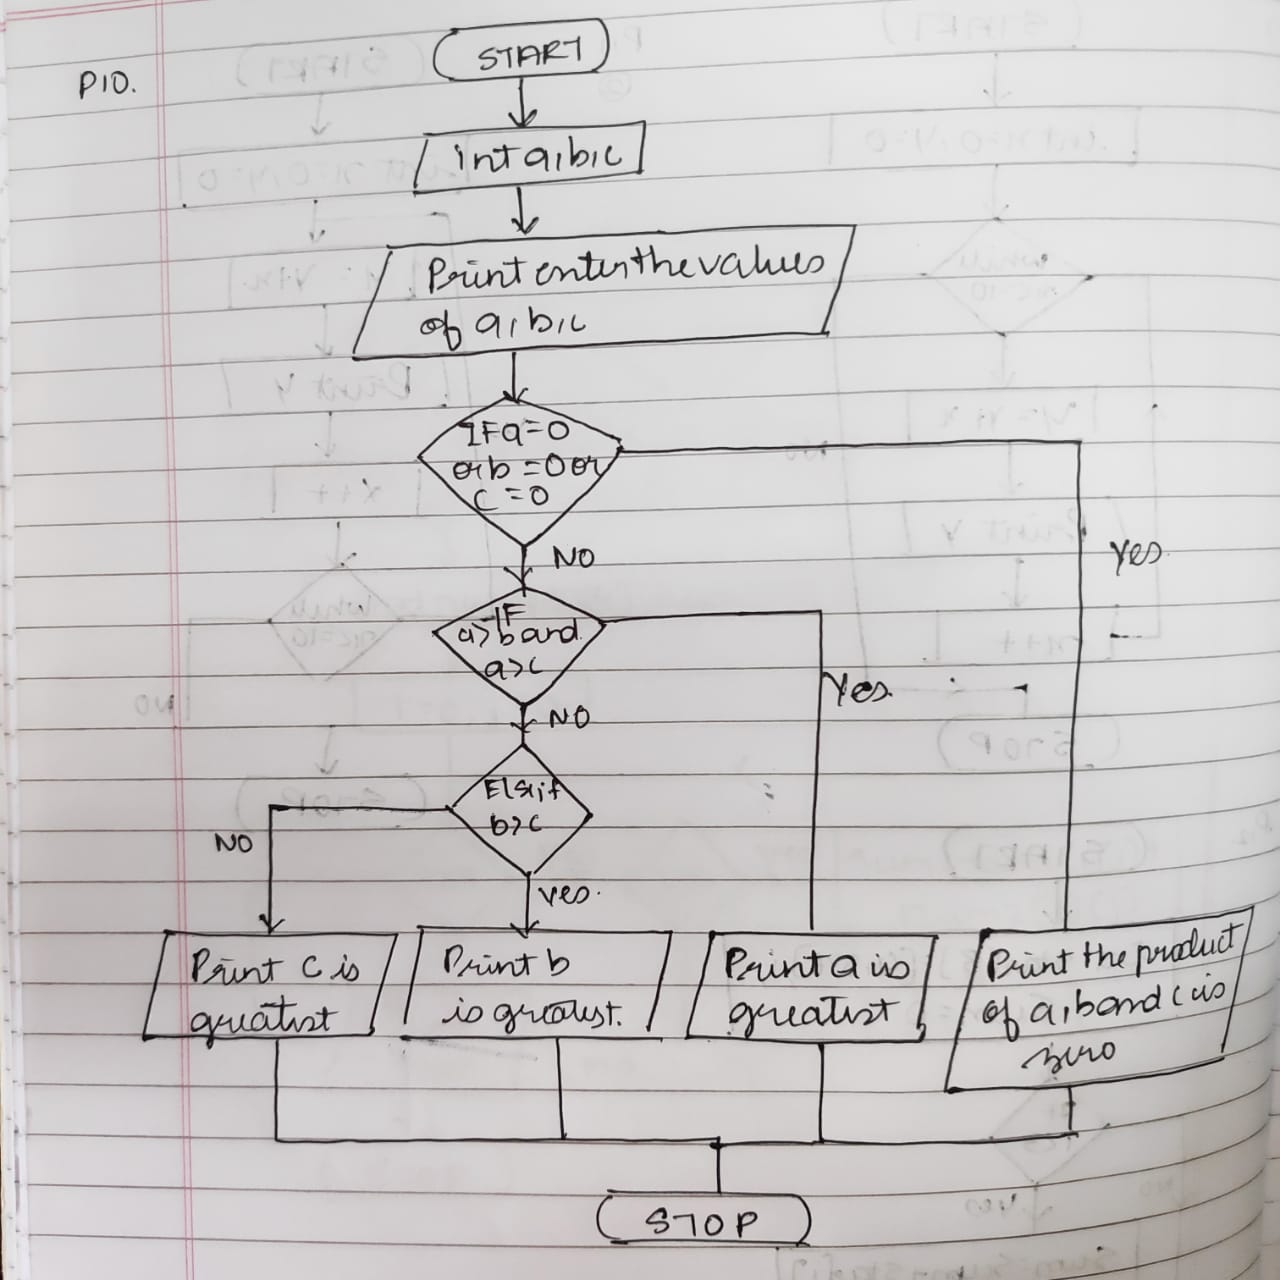 P10.
START
int a, b, c
Print enter the values
of a, b, c
IF a=0
or b =0 or
C =0
Yes
NO
IF
a>b and
a>c
Yes.
NO
Else if
b>c
NO
yes.
Print c is
greatest
Print b
is greatest.
Print a is
greatest
Print the product
of a, b and c is
zero
STOP